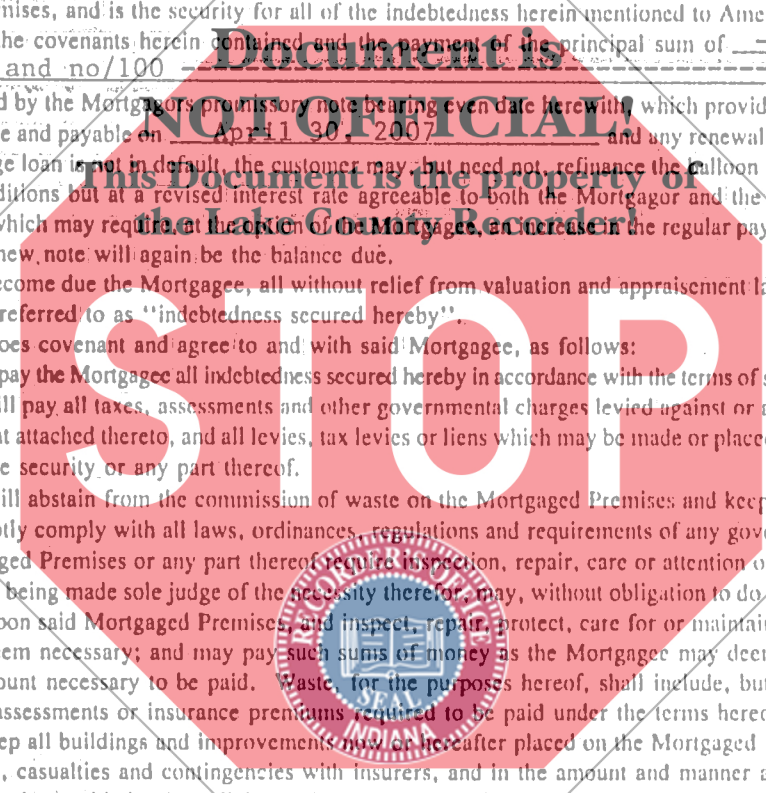 mises, and is the security for all of the indebtedness herein mentioned to Ame
the covenants herein contained and the payment of the principal sum of
Document is
and no/100
d by the Mortgagors promissory note bearing even date herewith, which provid
NOT OFFICIAL!
e and payable on April 30, 2007 and any renewal
ge loan is not in default, the customer may, but need not, refinance the balloon
This Document is the property of
ditions but at a revised interest rate agreeable to both the Mortgagor and the
the Lake County Recorder!
which may require, at the option of the Mortgagee, an increase in the regular pay
new note will again be the balance due.
ecome due the Mortgagee, all without relief from valuation and appraisement la
referred to as "indebtedness secured hereby".
STOP
oes covenant and agree to and with said Mortgagee, as follows:
pay the Mortgagee all indebtedness secured hereby in accordance with the terms of s
ll pay all taxes, assessments and other governmental charges levied against or a
t attached thereto, and all levies, tax levies or liens which may be made or placed
e security or any part thereof.
ill abstain from the commission of waste on the Mortgaged Premises and keep
tly comply with all laws, ordinances, regulations and requirements of any gove
ged Premises or any part thereof require inspection, repair, care or attention o
being made sole judge of the necessity therefor, may, without obligation to do
pon said Mortgaged Premises, and inspect, repair, protect, care for or maintai
em necessary; and may pay such sums of money as the Mortgagee may deem
ount necessary to be paid. Waste, for the purposes hereof, shall include, but
assessments or insurance premiums required to be paid under the terms hereo
ep all buildings and improvements now or hereafter placed on the Mortgaged
, casualties and contingencies with insurers, and in the amount and manner a
RECORDER'S OFFICE
SEAL
INDIANA